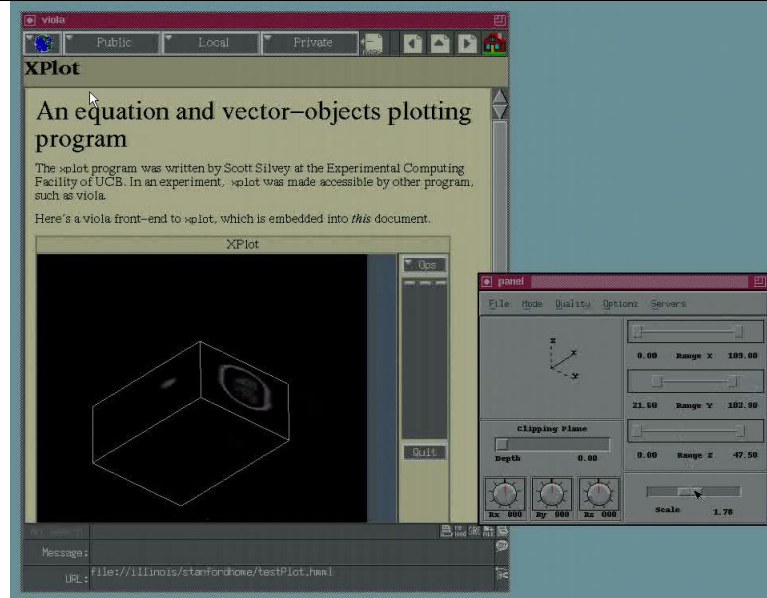 viola
Public Local Private
XPlot
An equation and vector-objects plotting
program
The xplot program was written by Scott Silvey at the Experimental Computing
Facility of UCB. In an experiment, xplot was made accessible by other program,
such as viola.
Here's a viola front-end to xplot, which is embedded into this document.
XPlot
Ops
Quit
Message:
URL: file://illinois/stanfordhome/testPlot.hmml
panel
File Mode Quality Options Servers
z
x
y
0.00 Range X 109.00
21.60 Range Y 102.90
0.00 Range Z 47.50
Clipping Plane
Depth 0.00
Rx 000 Ry 000 Rz 000
Scale 1.78